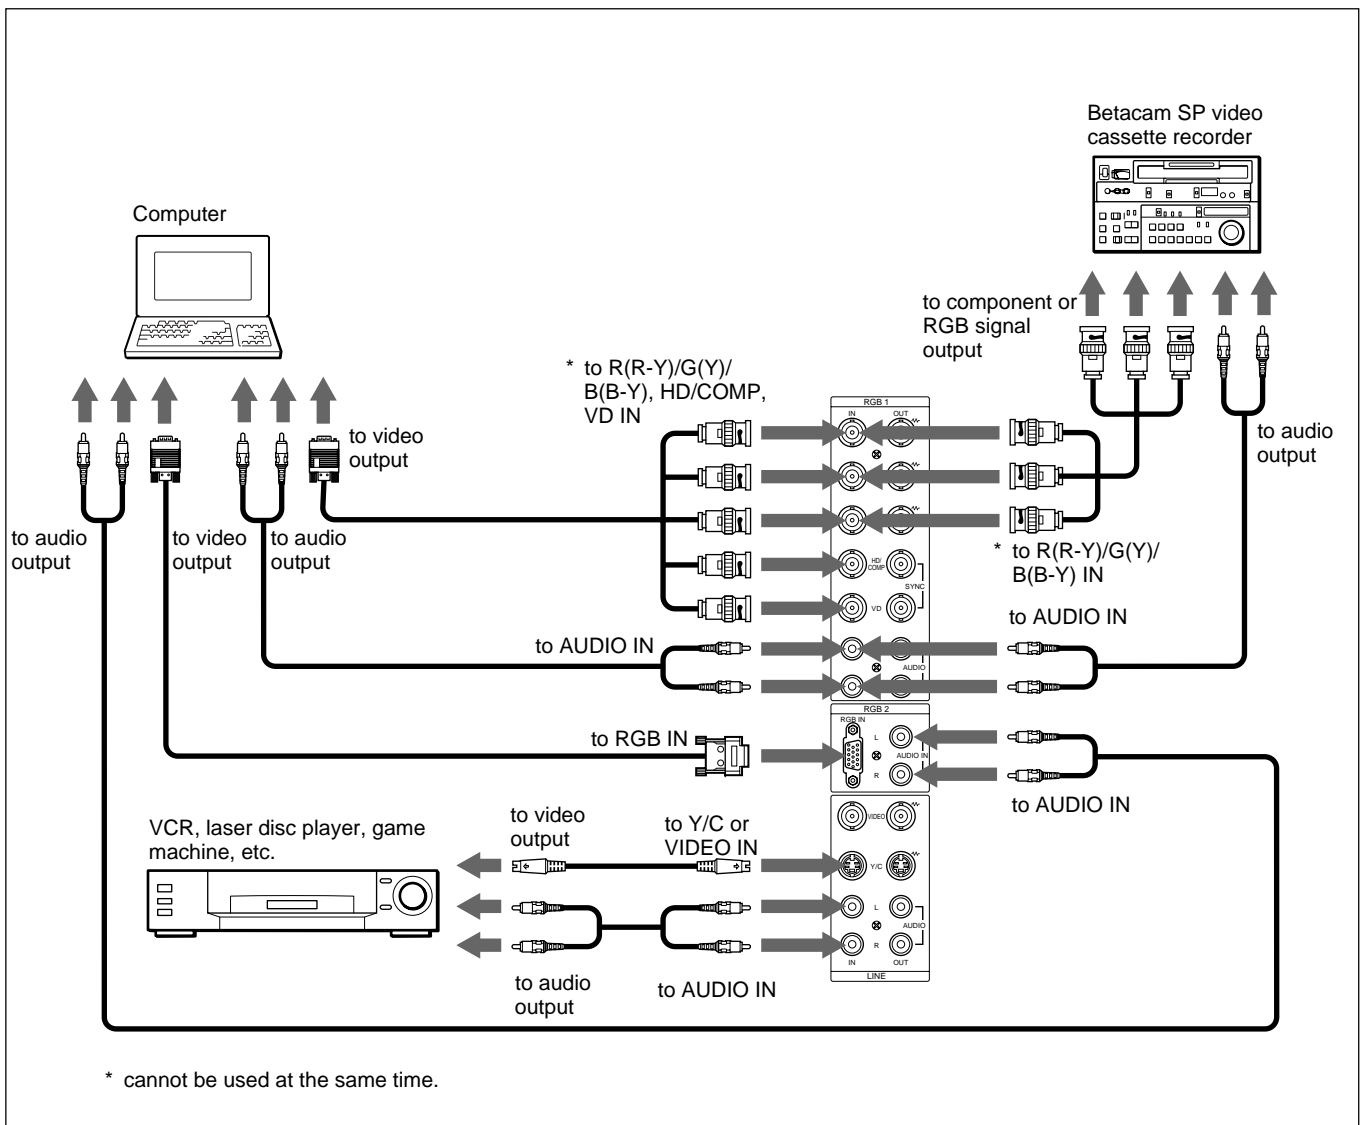 Betacam SP video
cassette recorder
Computer
to component or
RGB signal
output
* to R(R-Y)/G(Y)/
B(B-Y), HD/COMP,
VD IN
to video
output
to audio
output
RGB 1
IN
OUT
to audio
output
to video
output
to audio
output
* to R(R-Y)/G(Y)/
B(B-Y) IN
HD/
COMP
SYNC
VD
to AUDIO IN
to AUDIO IN
AUDIO
RGB 2
RGB IN
L
AUDIO IN
R
to RGB IN
to AUDIO IN
VCR, laser disc player, game
machine, etc.
to video
output
to Y/C or
VIDEO IN
VIDEO
Y/C
L
AUDIO
R
IN
OUT
LINE
to audio
output
to AUDIO IN
* cannot be used at the same time.